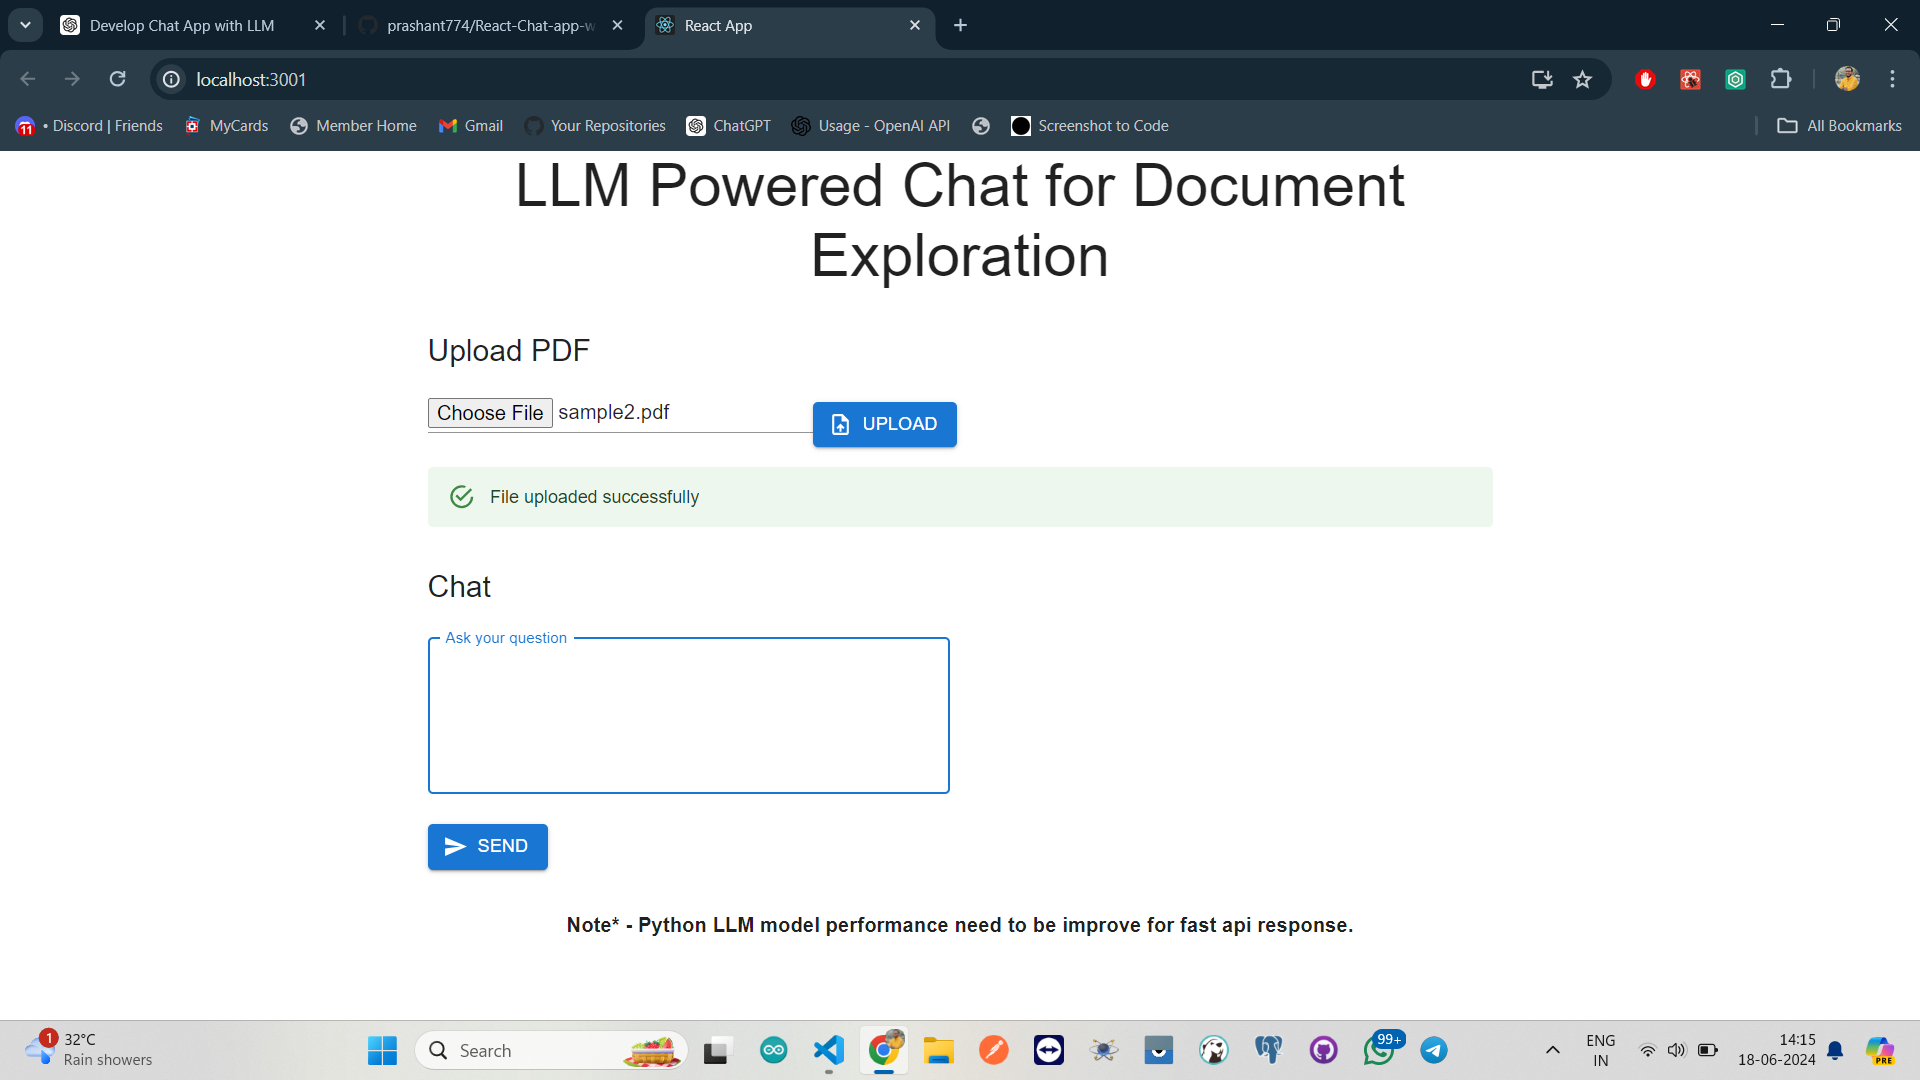 Develop Chat App with LLM
prashant774/React-Chat-app-w
React App
localhost:3001
11 • Discord | Friends
MyCards
Member Home
Gmail
Your Repositories
ChatGPT
Usage - OpenAI API
Screenshot to Code
All Bookmarks
LLM Powered Chat for Document
Exploration
Upload PDF
Choose File sample2.pdf
UPLOAD
File uploaded successfully
Chat
Ask your question
SEND
Note* - Python LLM model performance need to be improve for fast api response.
1
32°C
Rain showers
Search
99+
ENG
IN
14:15
18-06-2024
PRE